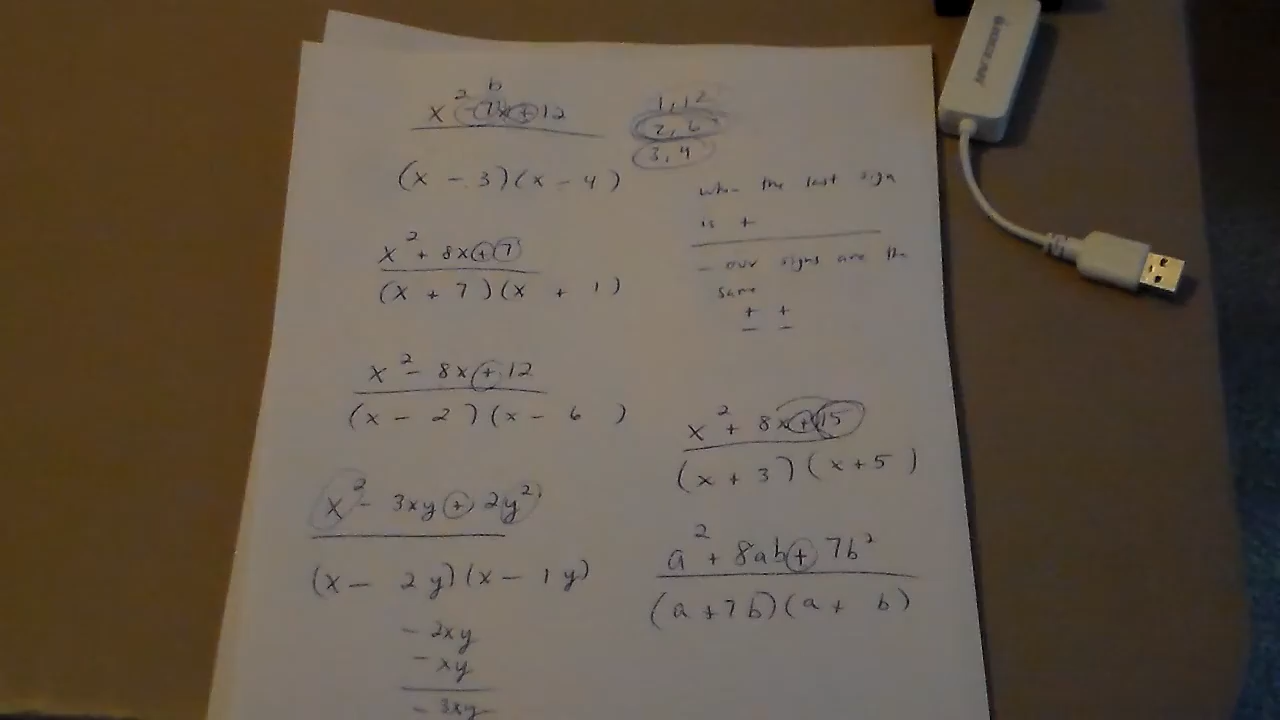 b
x² - 7x + 12
1, 12
2, 6
3, 4
(x - 3)(x - 4)
when the last sign
is +
- our signs are the
same
+ +
- -
x² + 8x + 7
(x + 7)(x + 1)
x² - 8x + 12
(x - 2)(x - 6)
x² + 8x + 15
(x + 3)(x + 5)
x² - 3xy + 2y²
(x - 2y)(x - 1y)
- 2xy
- xy
- 3xy
a² + 8ab + 7b²
(a + 7b)(a + b)